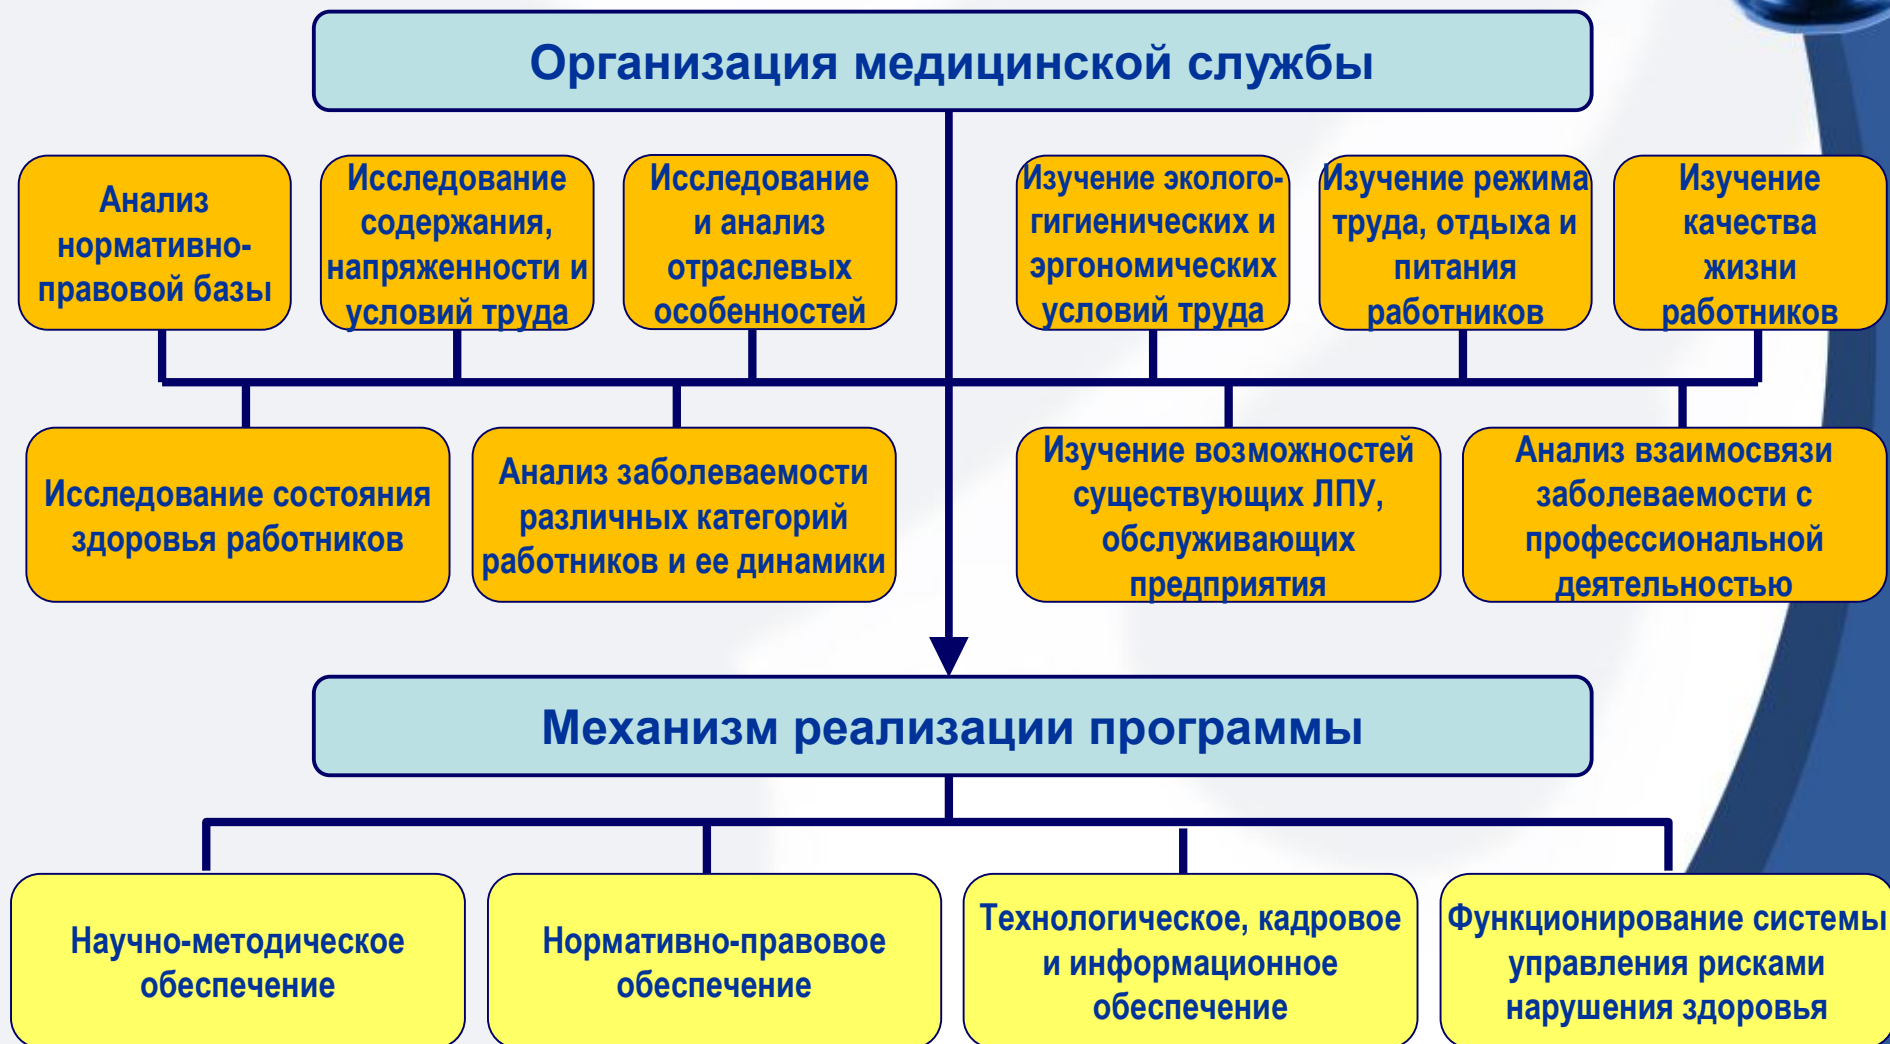 Организация медицинской службы
Анализ
нормативно-
правовой базы
Исследование
содержания,
напряженности и
условий труда
Исследование
и анализ
отраслевых
особенностей
Изучение эколого-
гигиенических и
эргономических
условий труда
Изучение режима
труда, отдыха и
питания
работников
Изучение
качества
жизни
работников
Исследование состояния
здоровья работников
Анализ заболеваемости
различных категорий
работников и ее динамики
Изучение возможностей
существующих ЛПУ,
обслуживающих
предприятия
Анализ взаимосвязи
заболеваемости с
профессиональной
деятельностью
Механизм реализации программы
Научно-методическое
обеспечение
Нормативно-правовое
обеспечение
Технологическое, кадровое
и информационное
обеспечение
Функционирование системы
управления рисками
нарушения здоровья